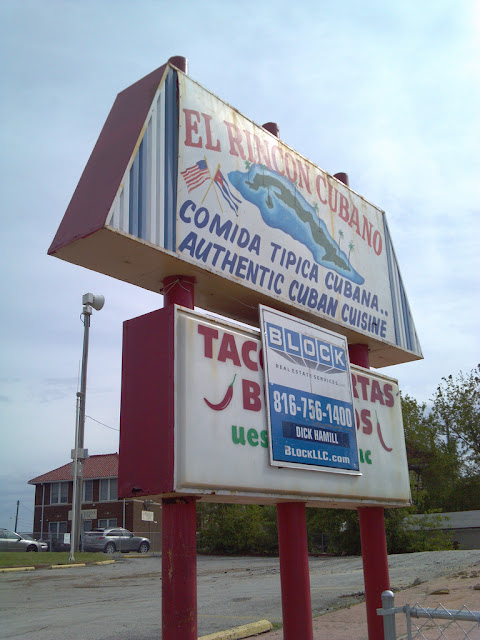 EL RINCON CUBANO
COMIDA TIPICA CUBANA..
AUTHENTIC CUBAN CUISINE
BLOCK
REAL ESTATE SERVICES, LLC
816-756-1400
DICK HAMILL
BLOCKLLC.com